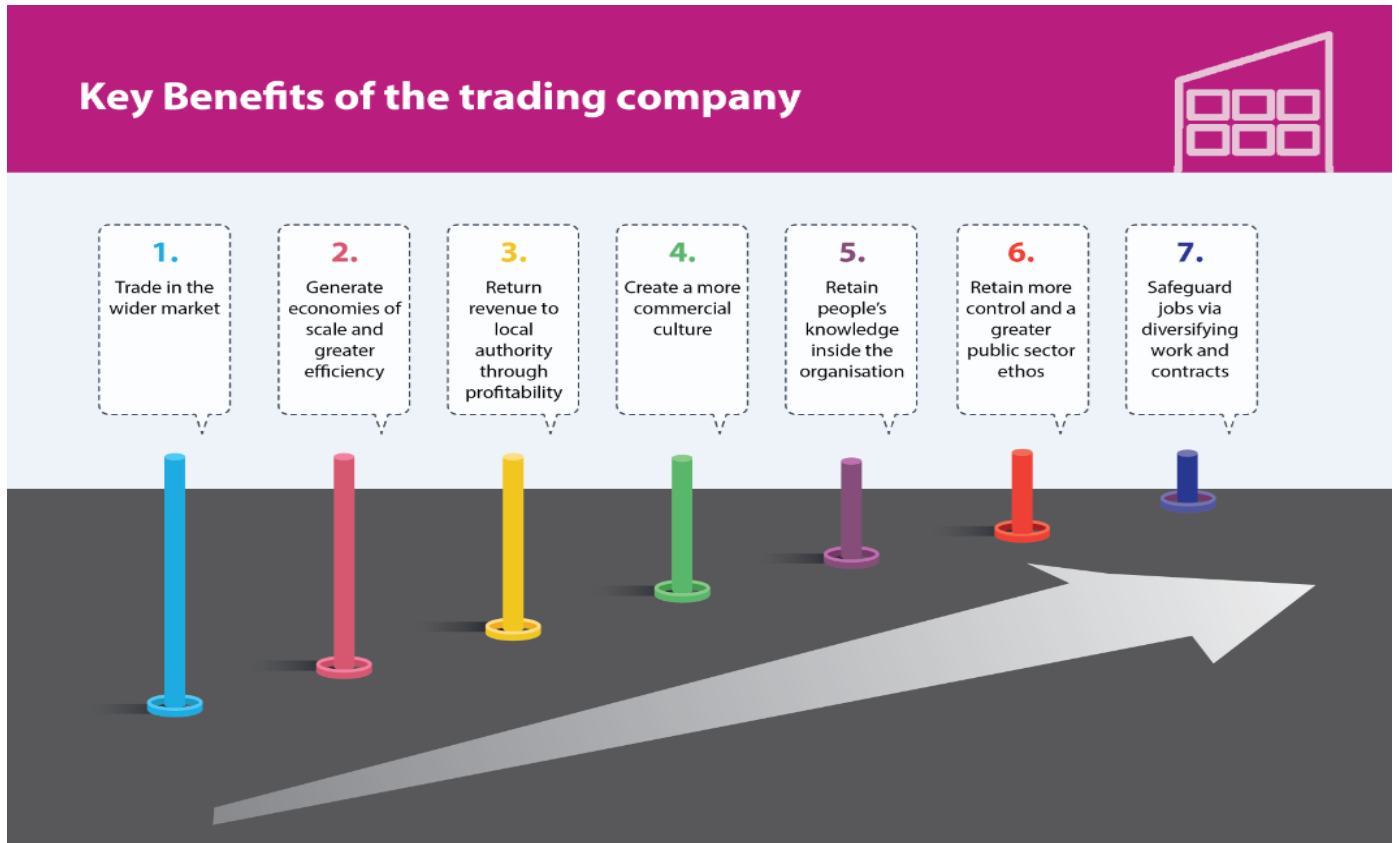 Key Benefits of the trading company
1.
Trade in the
wider market
2.
Generate
economies of
scale and
greater
efficiency
3.
Return
revenue to
local
authority
through
profitability
4.
Create a more
commercial
culture
5.
Retain
people’s
knowledge
inside the
organisation
6.
Retain more
control and a
greater
public sector
ethos
7.
Safeguard
jobs via
diversifying
work and
contracts